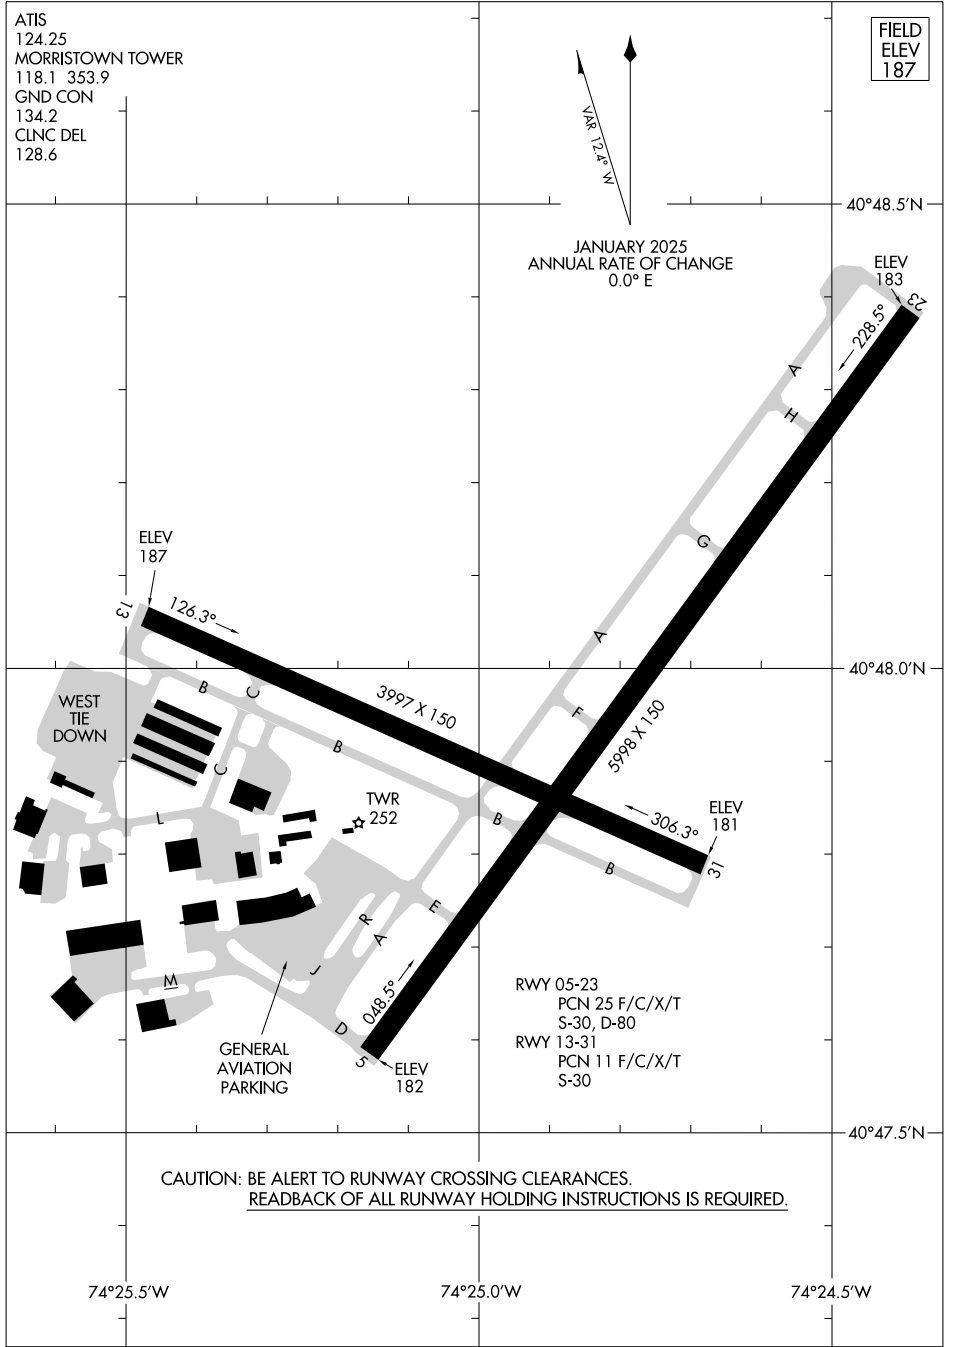 ATIS
124.25
MORRISTOWN TOWER
118.1 353.9
GND CON
134.2
CLNC DEL
128.6
FIELD
ELEV
187
VAR 12.4° W
JANUARY 2025
ANNUAL RATE OF CHANGE
0.0° E
40°48.5'N
ELEV
183
23
228.5°
A
H
G
ELEV
187
13
126.3°
A
40°48.0'N
WEST
TIE
DOWN
B
C
3997 X 150
F
5998 X 150
B
C
TWR
252
L
B
306.3°
ELEV
181
B
31
E
R
A
J
M
048.5°
D
5
RWY 05-23
PCN 25 F/C/X/T
S-30, D-80
RWY 13-31
PCN 11 F/C/X/T
S-30
GENERAL
AVIATION
PARKING
ELEV
182
40°47.5'N
CAUTION: BE ALERT TO RUNWAY CROSSING CLEARANCES.
READBACK OF ALL RUNWAY HOLDING INSTRUCTIONS IS REQUIRED.
74°25.5'W
74°25.0'W
74°24.5'W